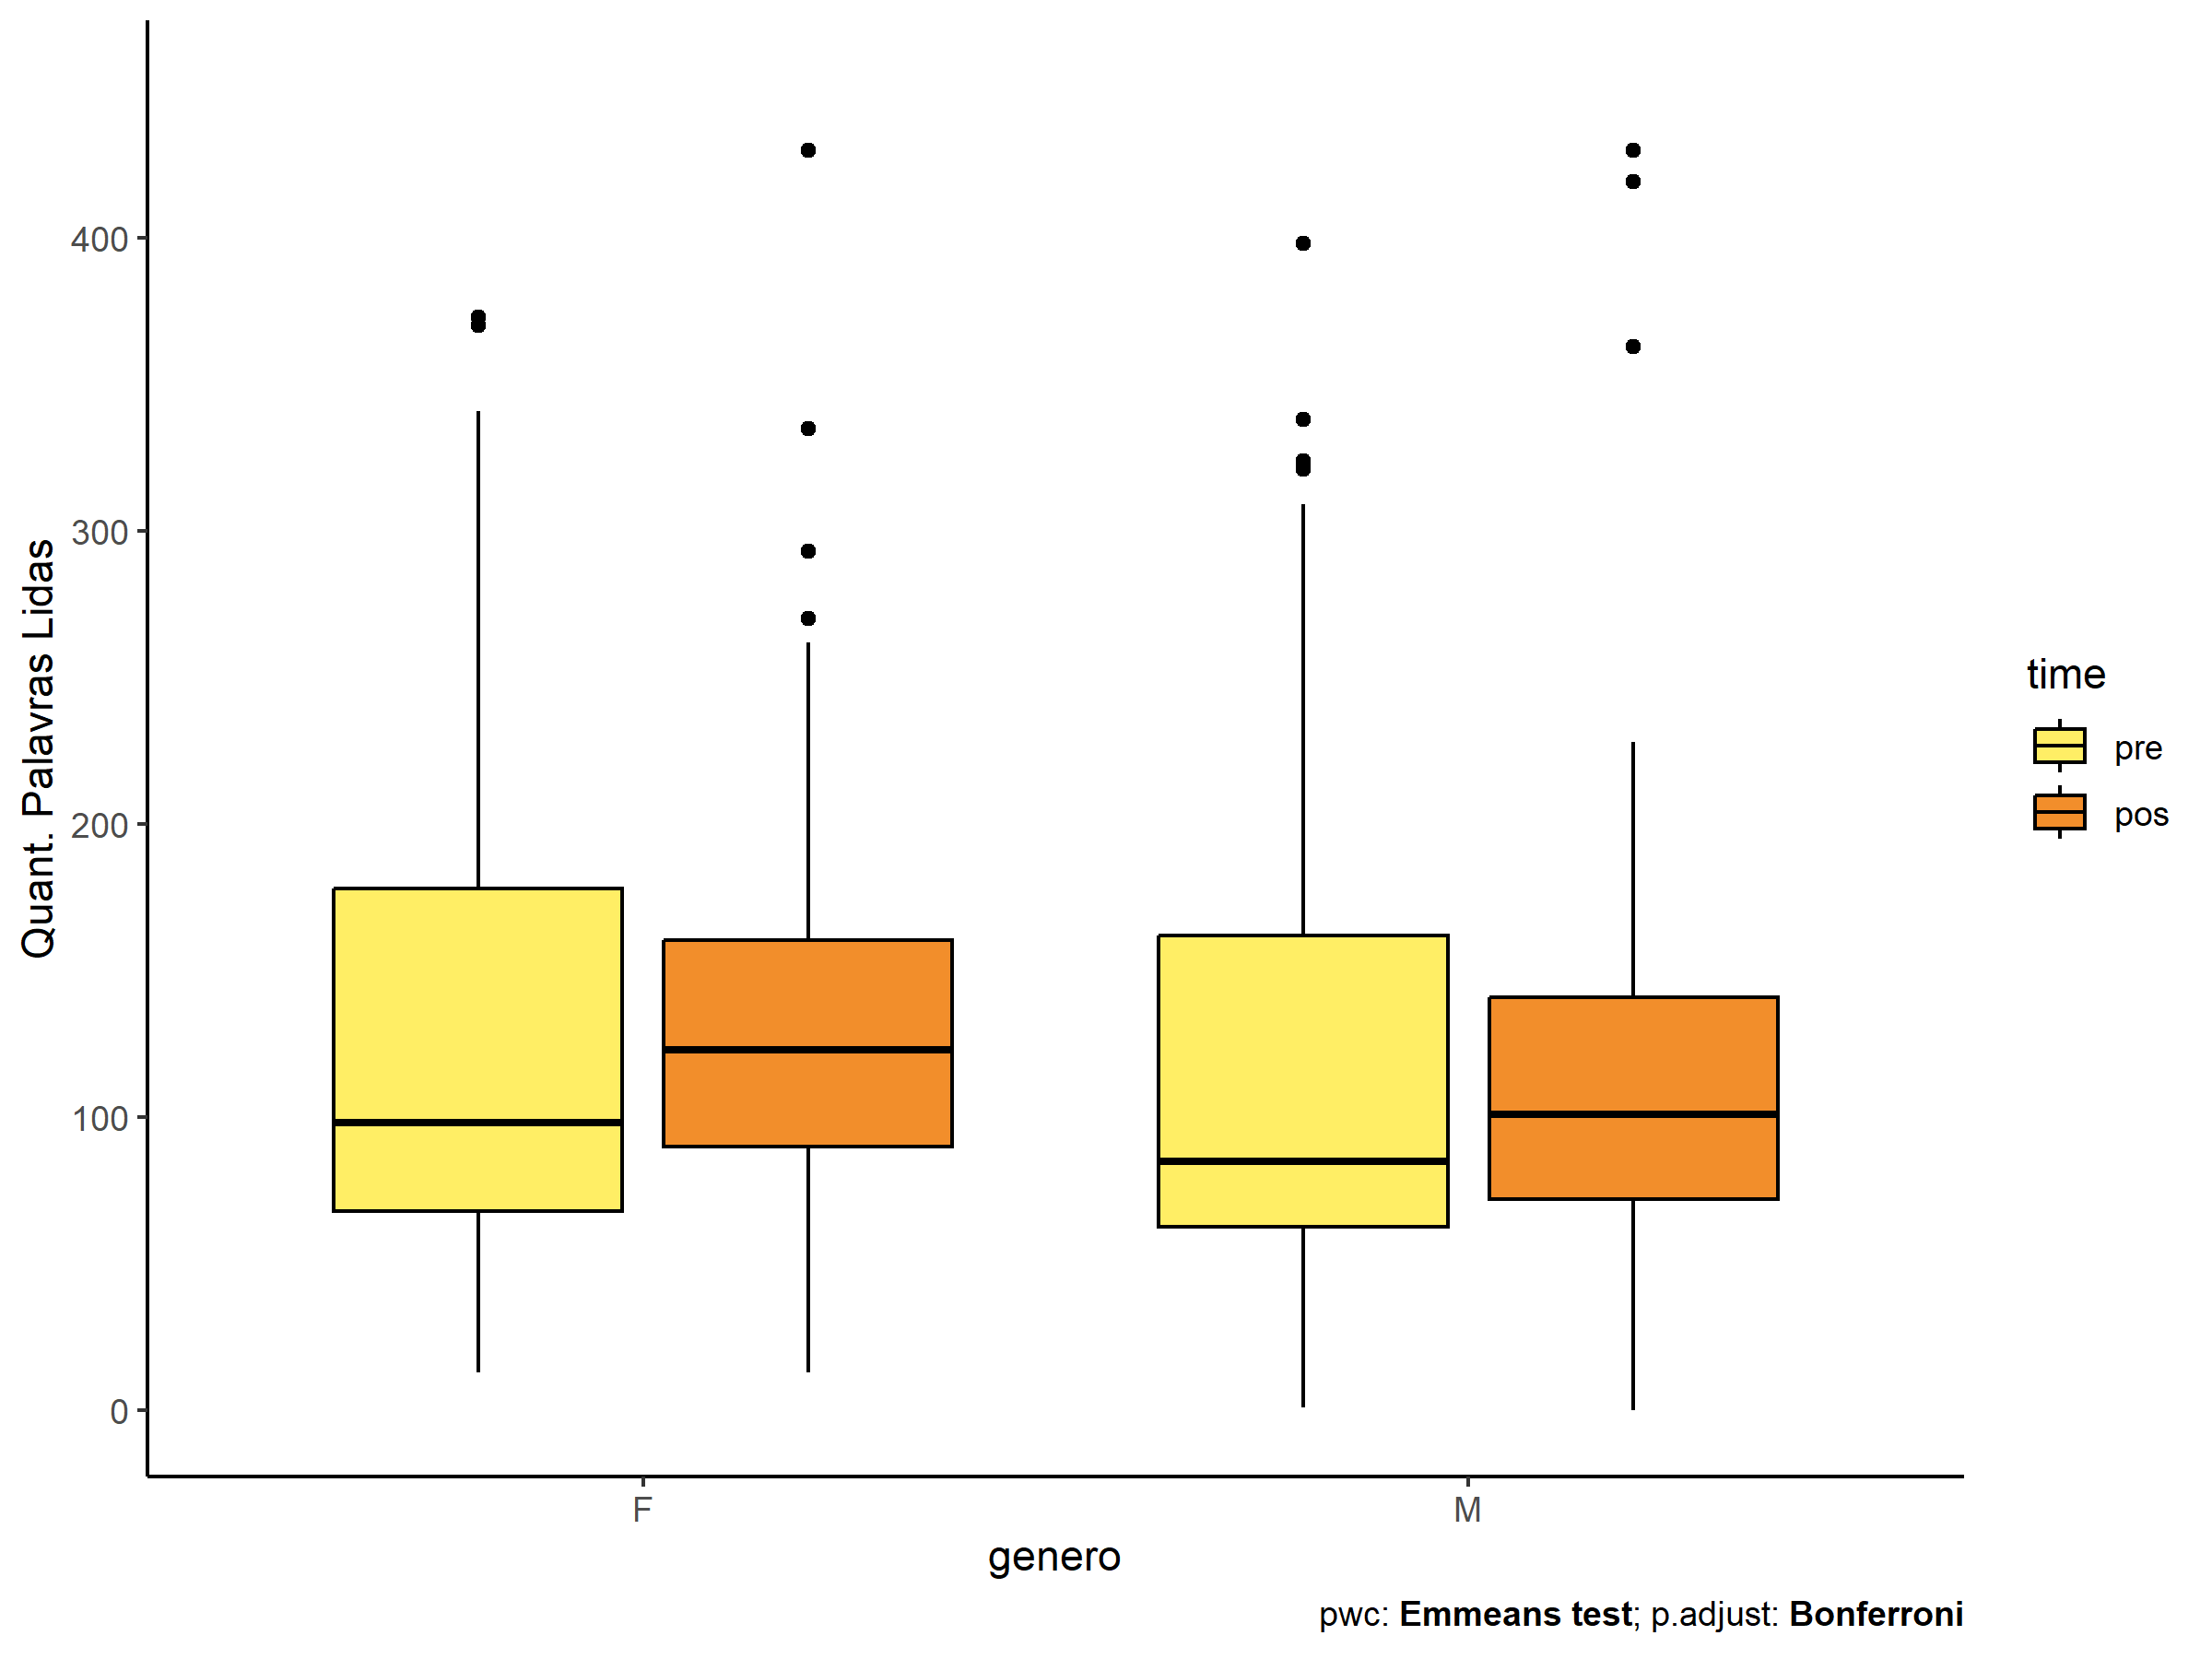 Quant. Palavras Lidas
400
300
200
100
0
F
M
genero
time
pre
pos
pwc: Emmeans test; p.adjust: Bonferroni